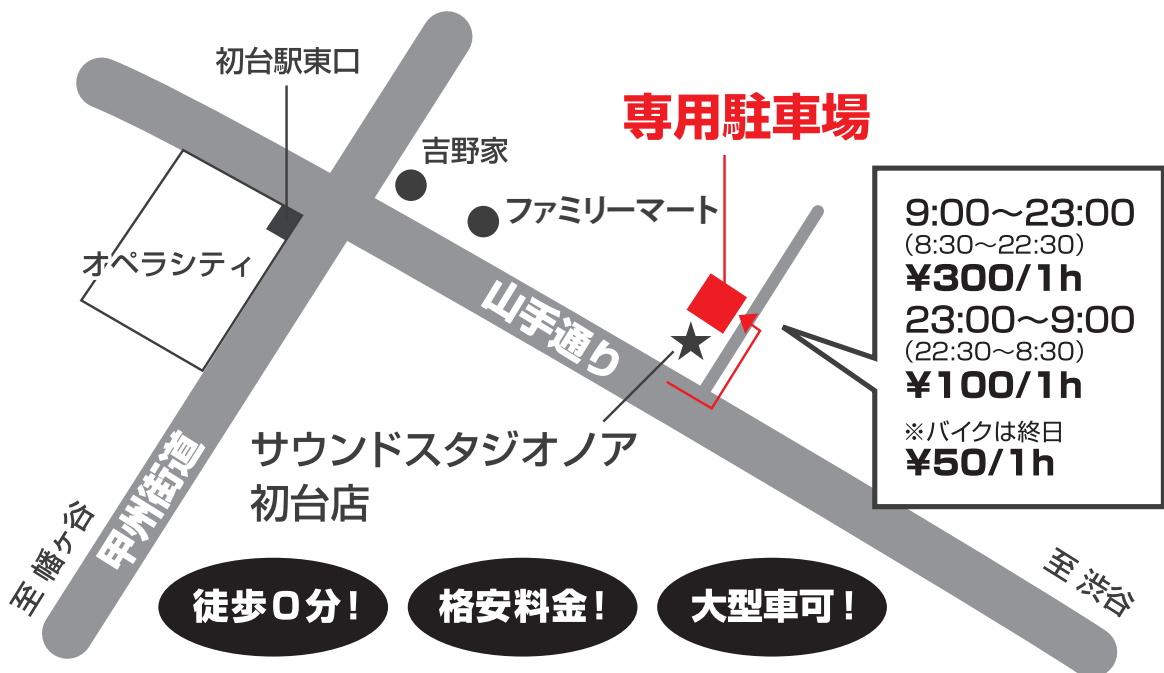 初台駅東口
専用駐車場
吉野家
ファミリーマート
オペラシティ
山手通り
9:00～23:00
(8:30～22:30)
¥300/1h
23:00～9:00
(22:30～8:30)
¥100/1h
※バイクは終日
¥50/1h
サウンドスタジオノア
初台店
甲州街道
至 幡ヶ谷
至 渋谷
徒歩0分!
格安料金!
大型車可!